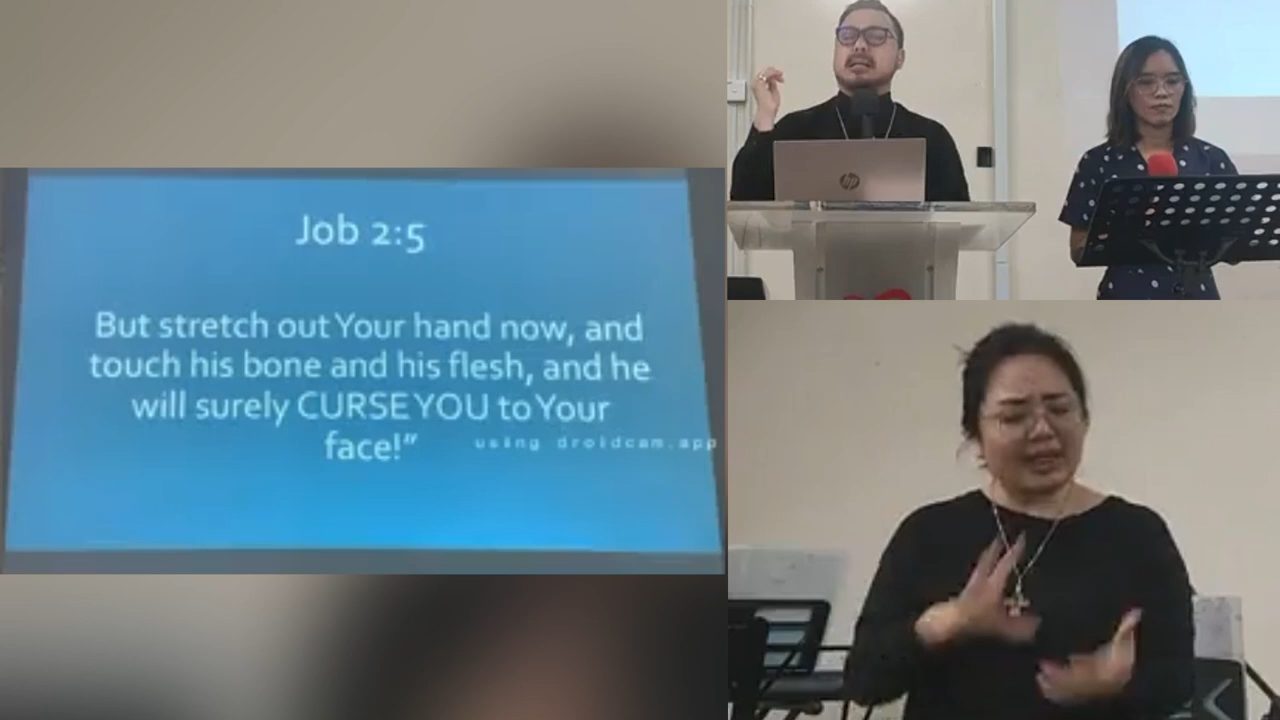 Job 2:5
But stretch out Your hand now, and
touch his bone and his flesh, and he
will surely CURSE YOU to Your
face!”
using droidcam.app
hp